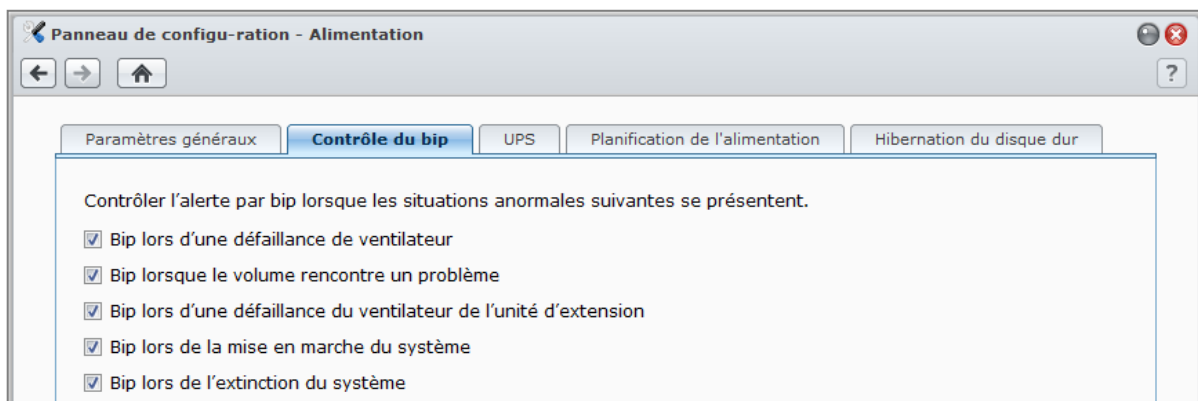 Panneau de configu-ration - Alimentation
?
Paramètres généraux Contrôle du bip UPS Planification de l'alimentation Hibernation du disque dur
Contrôler l'alerte par bip lorsque les situations anormales suivantes se présentent.
Bip lors d'une défaillance de ventilateur
Bip lorsque le volume rencontre un problème
Bip lors d'une défaillance du ventilateur de l'unité d'extension
Bip lors de la mise en marche du système
Bip lors de l'extinction du système